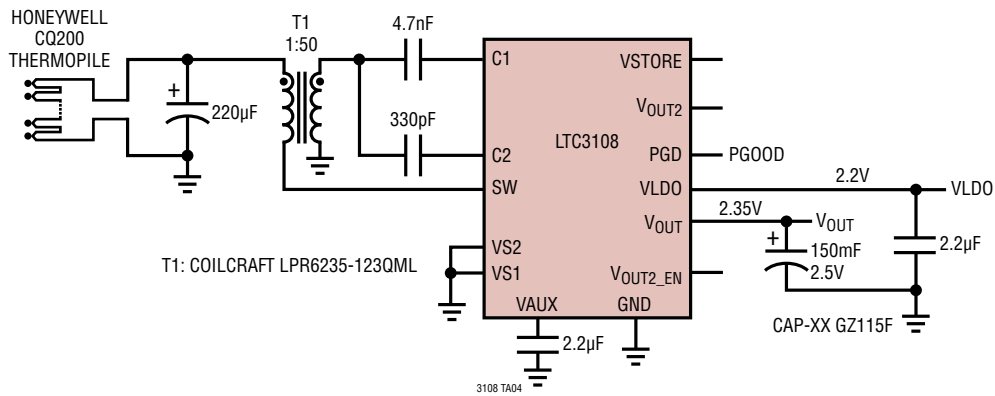 HONEYWELL
CQ200
THERMOPILE
+
220µF
T1
1:50
4.7nF
330pF
C1
C2
SW
VS2
VS1
VAUX
GND
LTC3108
VSTORE
VOUT2
PGD
VLDO
VOUT
VOUT2_EN
PGOOD
2.2V
VLDO
2.35V
VOUT
+
150mF
2.5V
2.2µF
CAP-XX GZ115F
T1: COILCRAFT LPR6235-123QML
2.2µF
3108 TA04